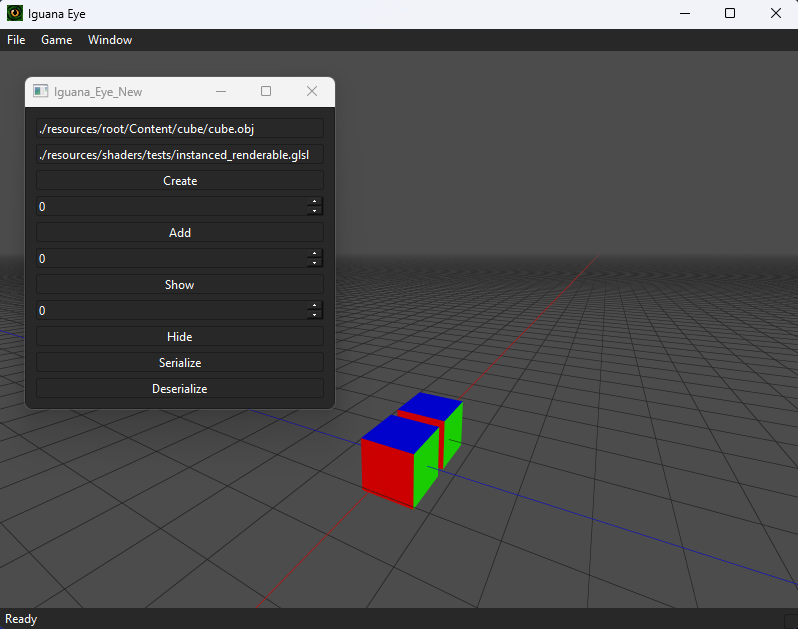 Iguana Eye
File Game Window
Iguana_Eye_New
./resources/root/Content/cube/cube.obj
./resources/shaders/tests/instanced_renderable.glsl
Create
0
Add
0
Show
0
Hide
Serialize
Deserialize
Ready